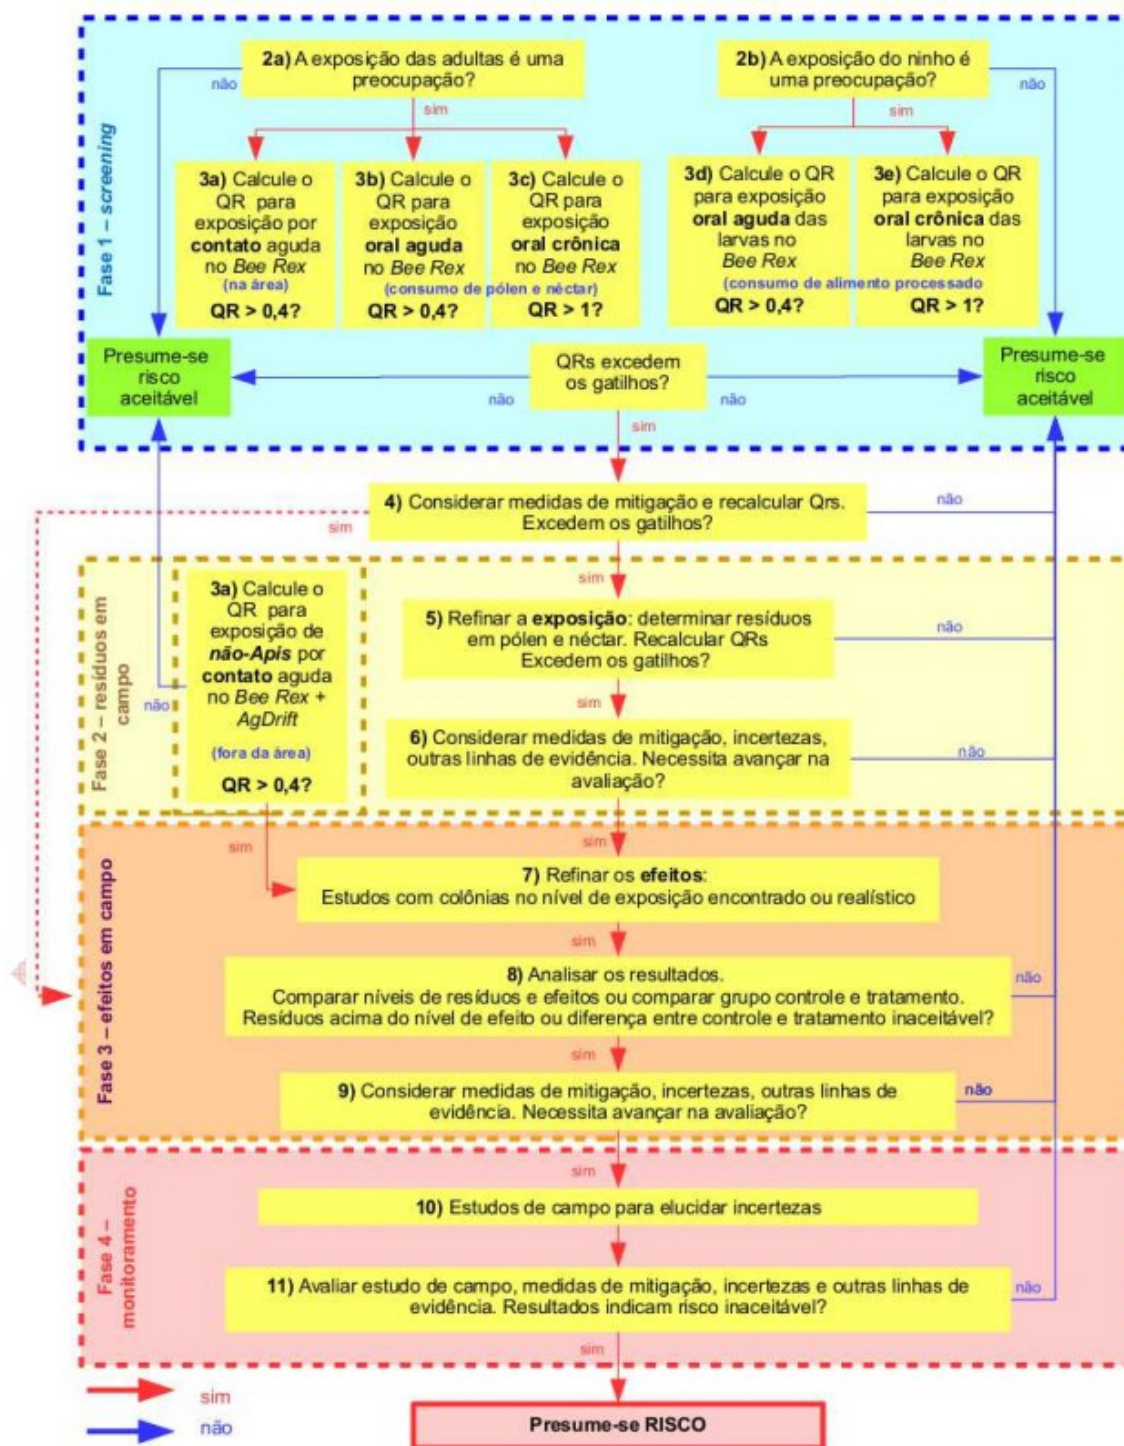 2a) A exposição das adultas é uma
preocupação?
2b) A exposição do ninho é
uma preocupação?
não
sim
sim
não
Fase 1 – screening
3a) Calcule o
QR para
exposição por
contato aguda
no Bee Rex
(na área)
QR > 0,4?
3b) Calcule o
QR para
exposição
oral aguda
no Bee Rex
3c) Calcule o
QR para
exposição
oral crônica
no Bee Rex
(consumo de pólen e néctar)
QR > 0,4?
QR > 1?
3d) Calcule o QR
para exposição
oral aguda das
larvas no
Bee Rex
3e) Calcule o QR
para exposição
oral crônica das
larvas no
Bee Rex
(consumo de alimento processado
QR > 0,4?
QR > 1?
Presume-se
risco
aceitável
QRs excedem
os gatilhos?
Presume-se
risco
aceitável
não
não
sim
4) Considerar medidas de mitigação e recalcular Qrs.
Excedem os gatilhos?
não
sim
sim
Fase 2 – resíduos em
campo
3a) Calcule o
QR para
exposição de
não-Apis por
contato aguda
no Bee Rex +
AgDrift
(fora da área)
QR > 0,4?
não
5) Refinar a exposição: determinar resíduos
em pólen e néctar. Recalcular QRs
Excedem os gatilhos?
não
sim
6) Considerar medidas de mitigação, incertezas,
outras linhas de evidência. Necessita avançar na
avaliação?
não
sim
sim
Fase 3 – efeitos em campo
7) Refinar os efeitos:
Estudos com colônias no nível de exposição encontrado ou realístico
sim
8) Analisar os resultados.
Comparar níveis de resíduos e efeitos ou comparar grupo controle e tratamento.
Resíduos acima do nível de efeito ou diferença entre controle e tratamento inaceitável?
não
sim
9) Considerar medidas de mitigação, incertezas, outras linhas de
evidência. Necessita avançar na avaliação?
não
sim
Fase 4 –
monitoramento
10) Estudos de campo para elucidar incertezas
11) Avaliar estudo de campo, medidas de mitigação, incertezas e outras linhas de
evidência. Resultados indicam risco inaceitável?
não
sim
sim
não
Presume-se RISCO